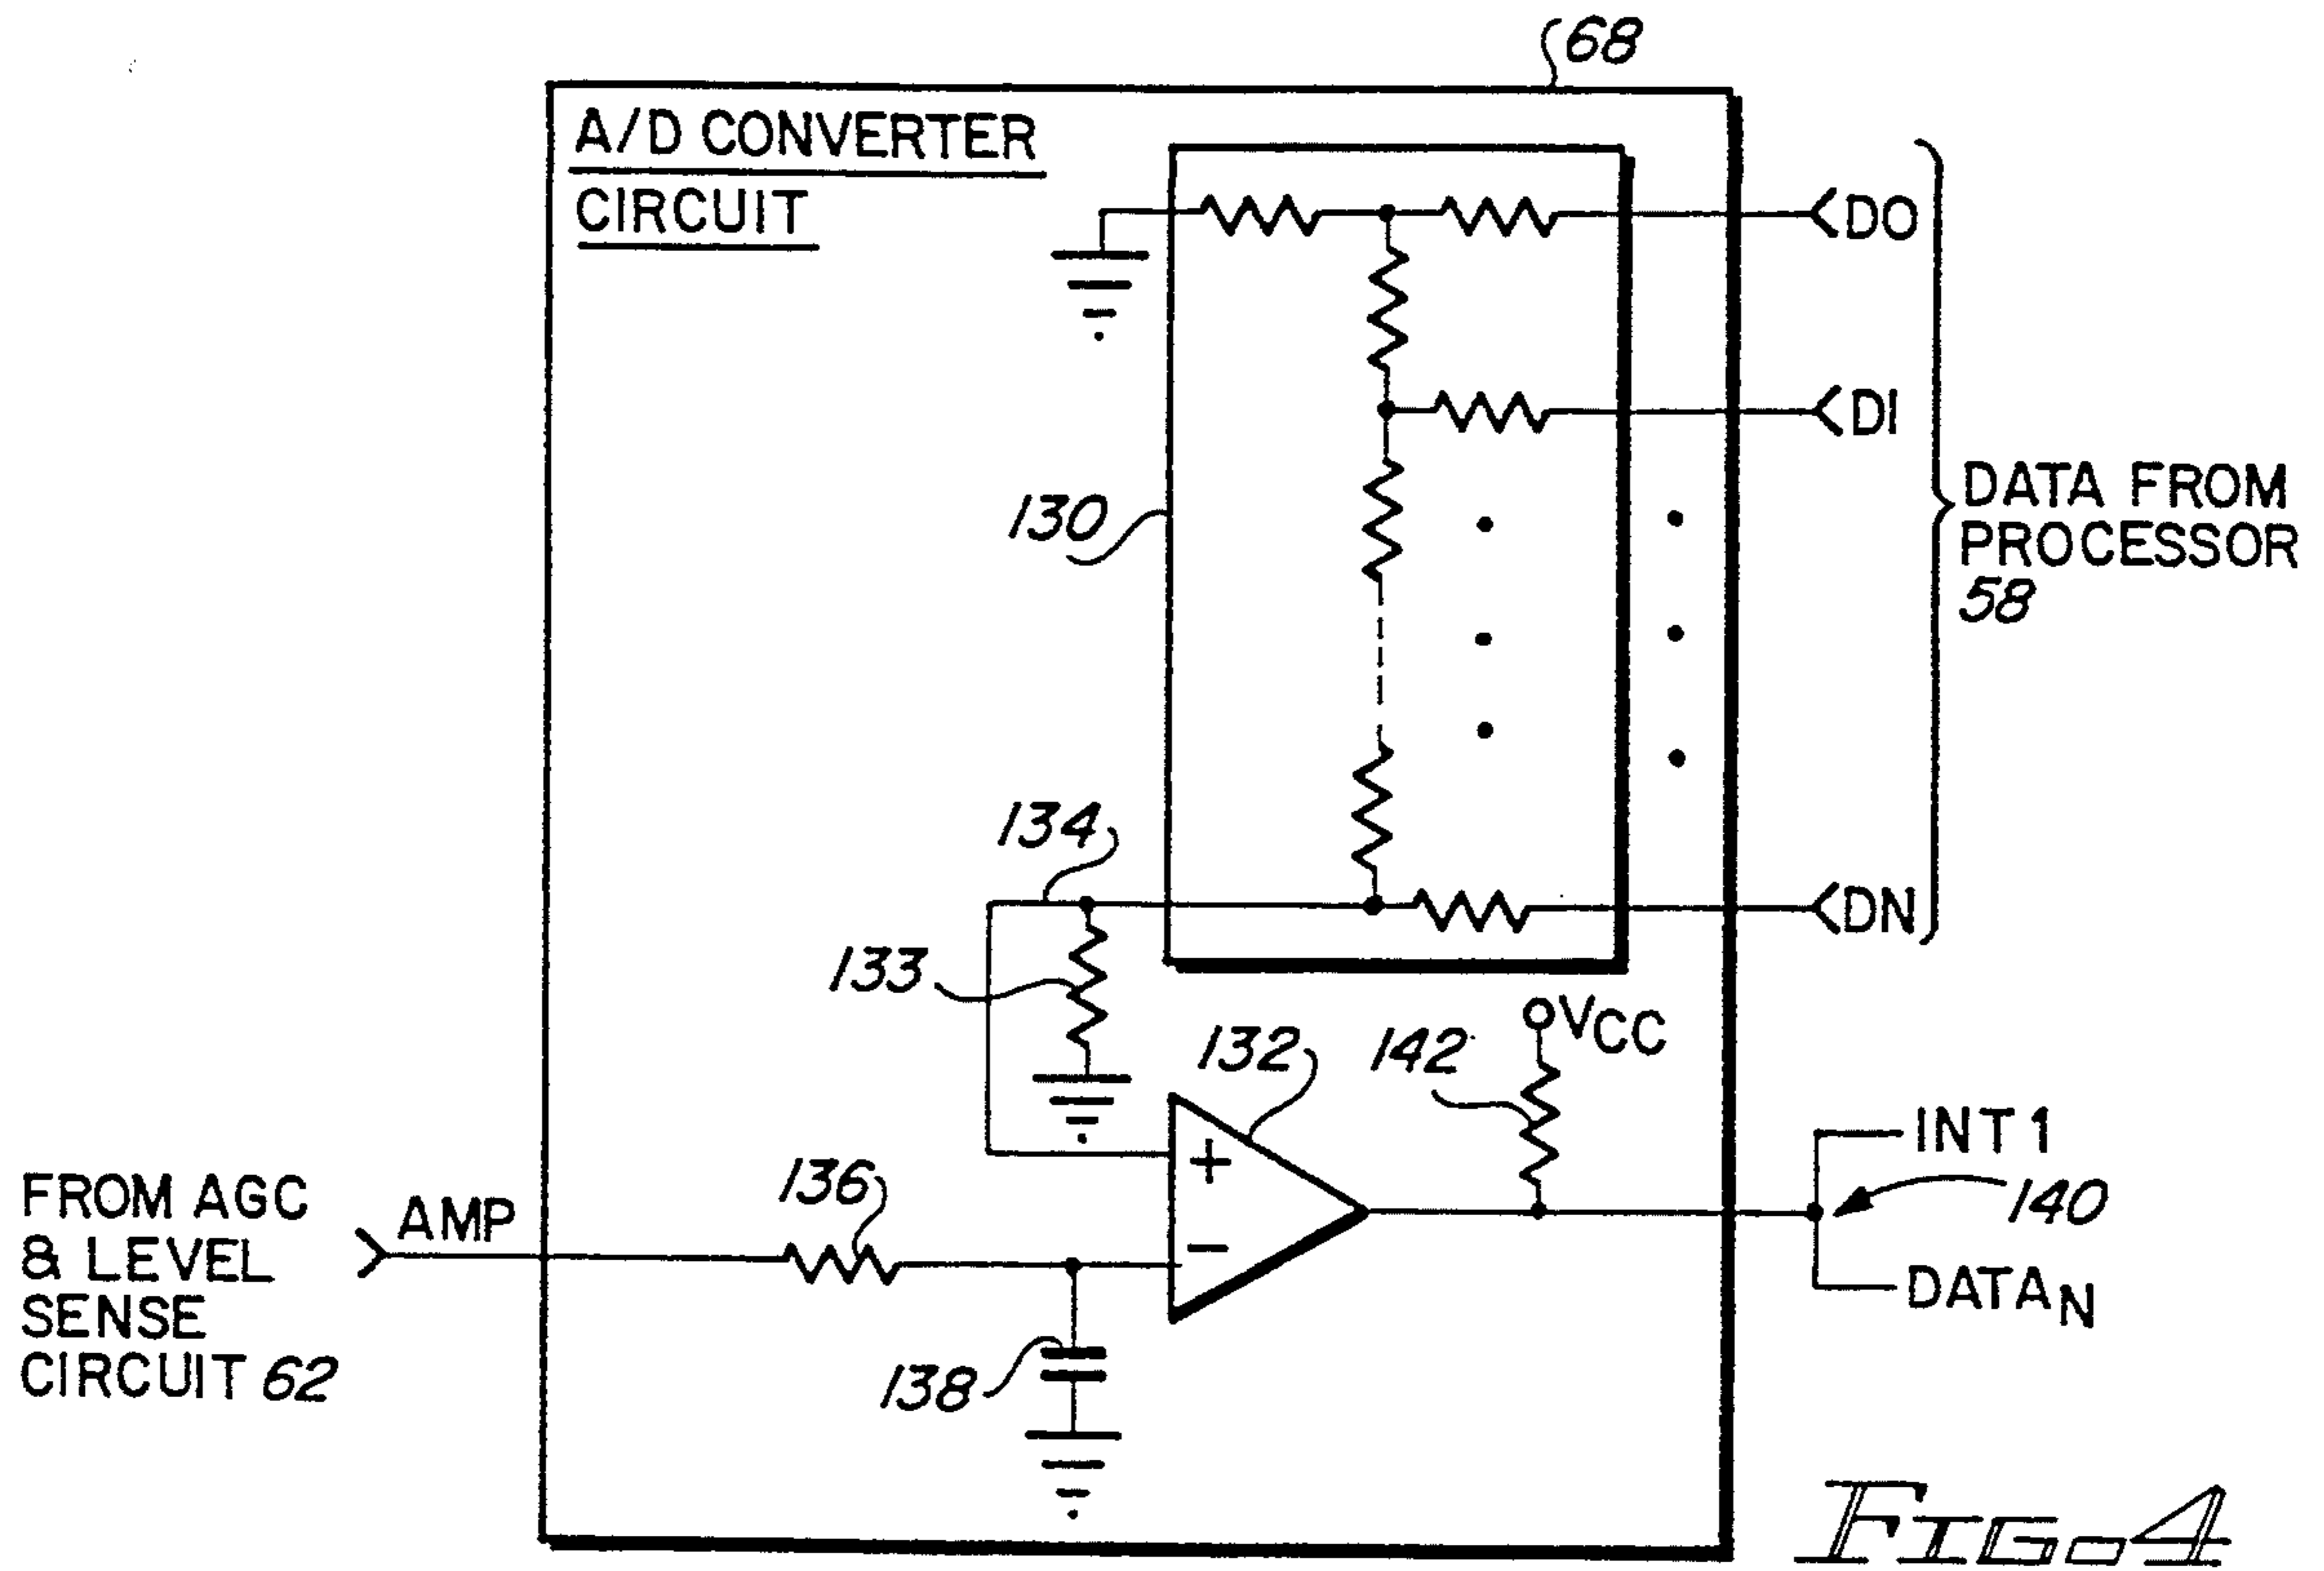 68
A/D CONVERTER
CIRCUIT
DO
DI
130
DATA FROM
PROCESSOR
58
134
DN
133
VCC
132
142
INT 1
136
140
FROM AGC
& LEVEL
SENSE
CIRCUIT 62
AMP
+
−
DATAN
138
FIG. 4